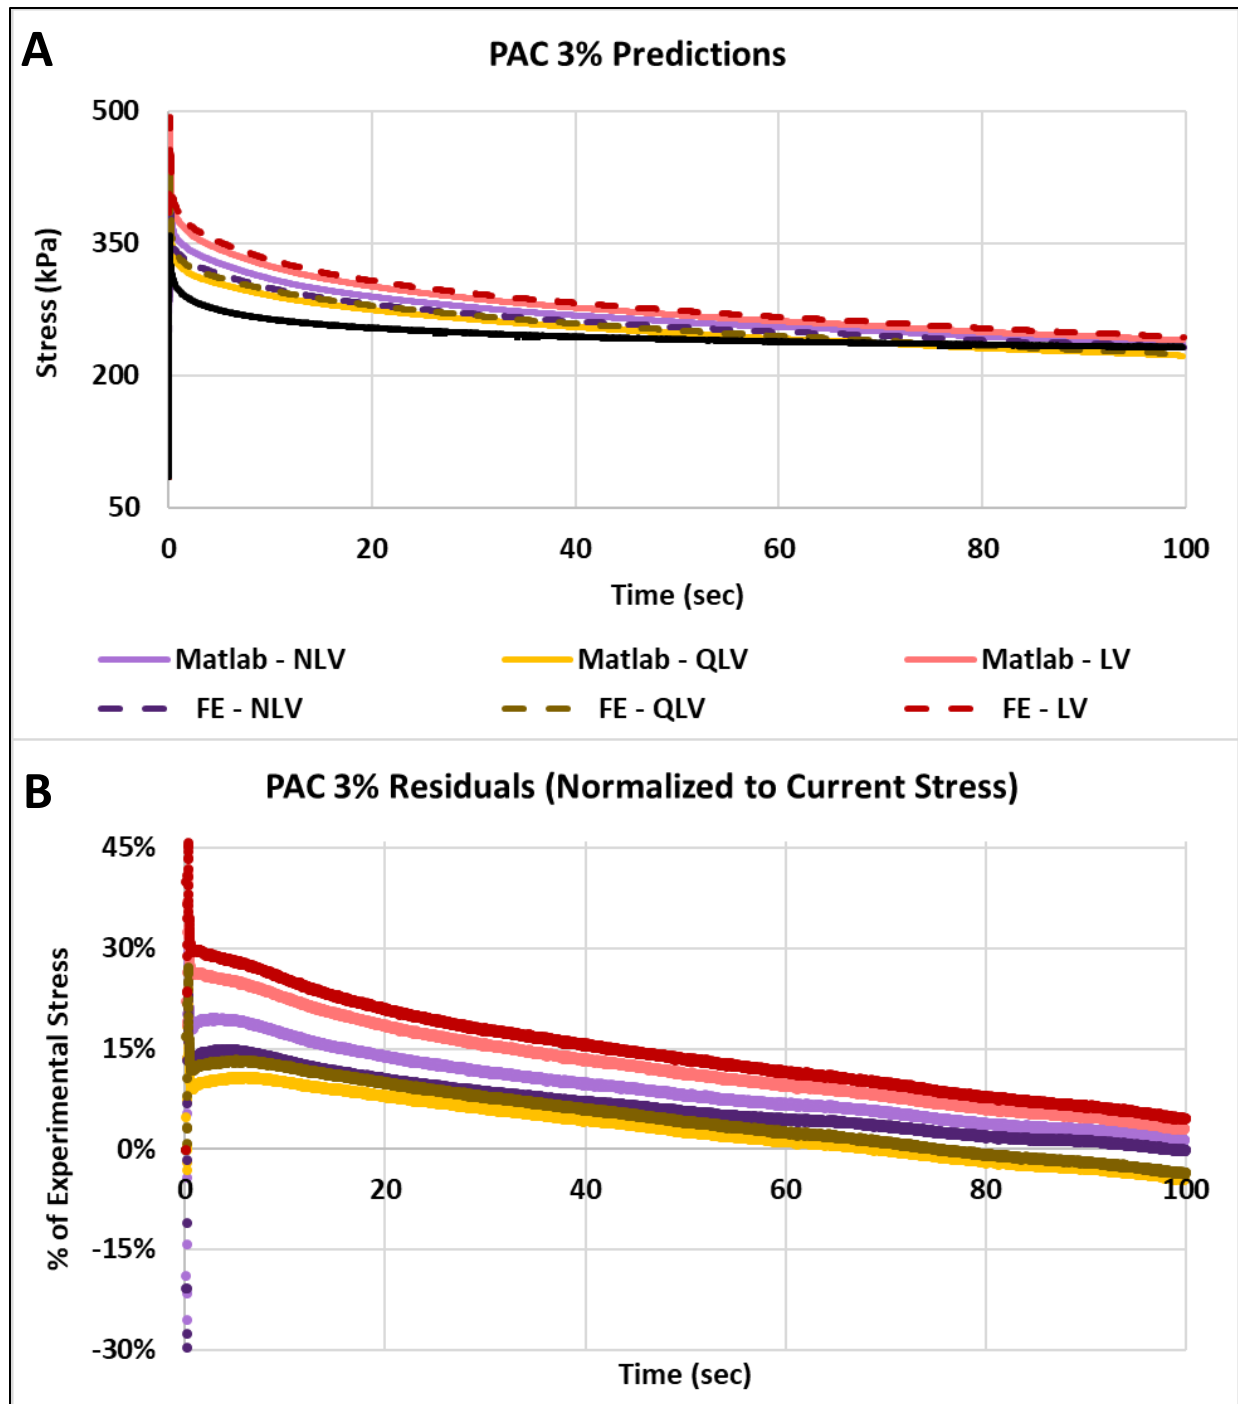 A
PAC 3% Predictions
500
350
200
50
Stress (kPa)
0 20 40 60 80 100
Time (sec)
Matlab - NLV Matlab - QLV Matlab - LV
FE - NLV FE - QLV FE - LV
B
PAC 3% Residuals (Normalized to Current Stress)
45%
30%
15%
0%
-15%
-30%
% of Experimental Stress
0 20 40 60 80 100
Time (sec)